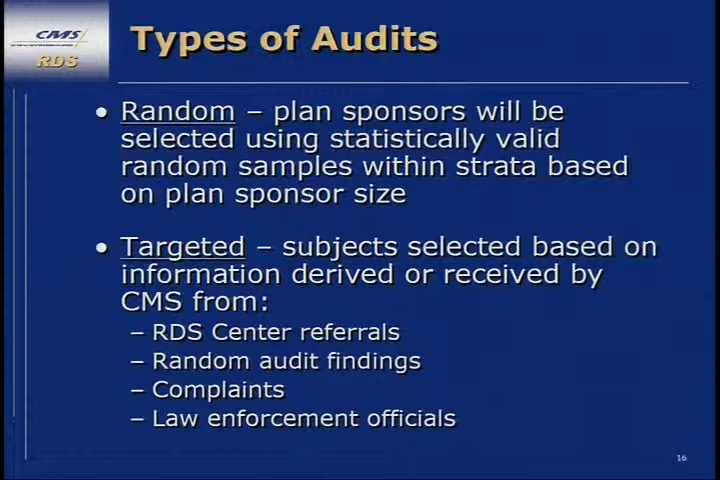 CMS
RDS
Types of Audits
• Random – plan sponsors will be
selected using statistically valid
random samples within strata based
on plan sponsor size
• Targeted – subjects selected based on
information derived or received by
CMS from:
– RDS Center referrals
– Random audit findings
– Complaints
– Law enforcement officials
16